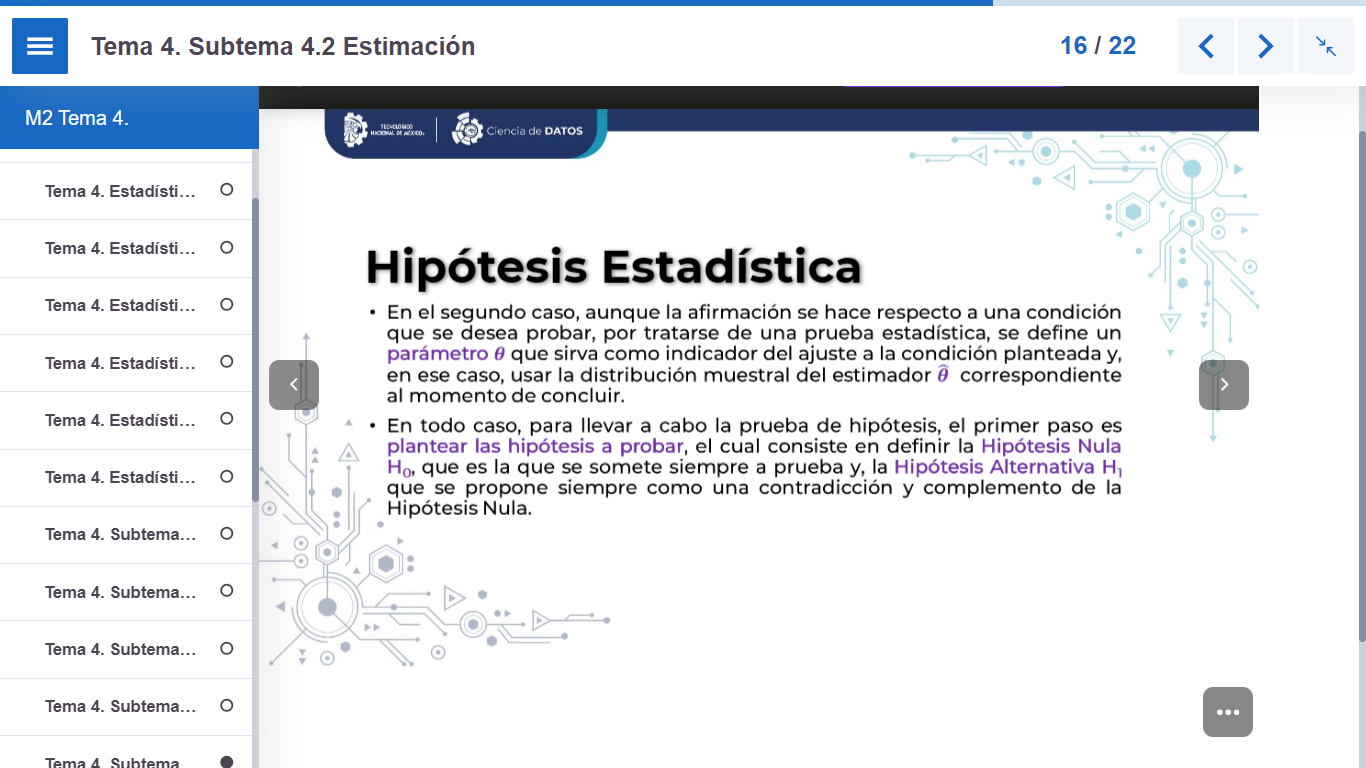 Tema 4. Subtema 4.2 Estimación
16 / 22
M2 Tema 4.
Tema 4. Estadísti...
Tema 4. Estadísti...
Tema 4. Estadísti...
Tema 4. Estadísti...
Tema 4. Estadísti...
Tema 4. Estadísti...
Tema 4. Subtema...
Tema 4. Subtema...
Tema 4. Subtema...
Tema 4. Subtema...
Tema 4. Subtema
TECNOLÓGICO
NACIONAL DE MÉXICO
Ciencia de DATOS
Hipótesis Estadística
• En el segundo caso, aunque la afirmación se hace respecto a una condición
que se desea probar, por tratarse de una prueba estadística, se define un
parámetro θ que sirva como indicador del ajuste a la condición planteada y,
en ese caso, usar la distribución muestral del estimador θ̂ correspondiente
al momento de concluir.
• En todo caso, para llevar a cabo la prueba de hipótesis, el primer paso es
plantear las hipótesis a probar, el cual consiste en definir la Hipótesis Nula
H₀, que es la que se somete siempre a prueba y, la Hipótesis Alternativa H₁
que se propone siempre como una contradicción y complemento de la
Hipótesis Nula.